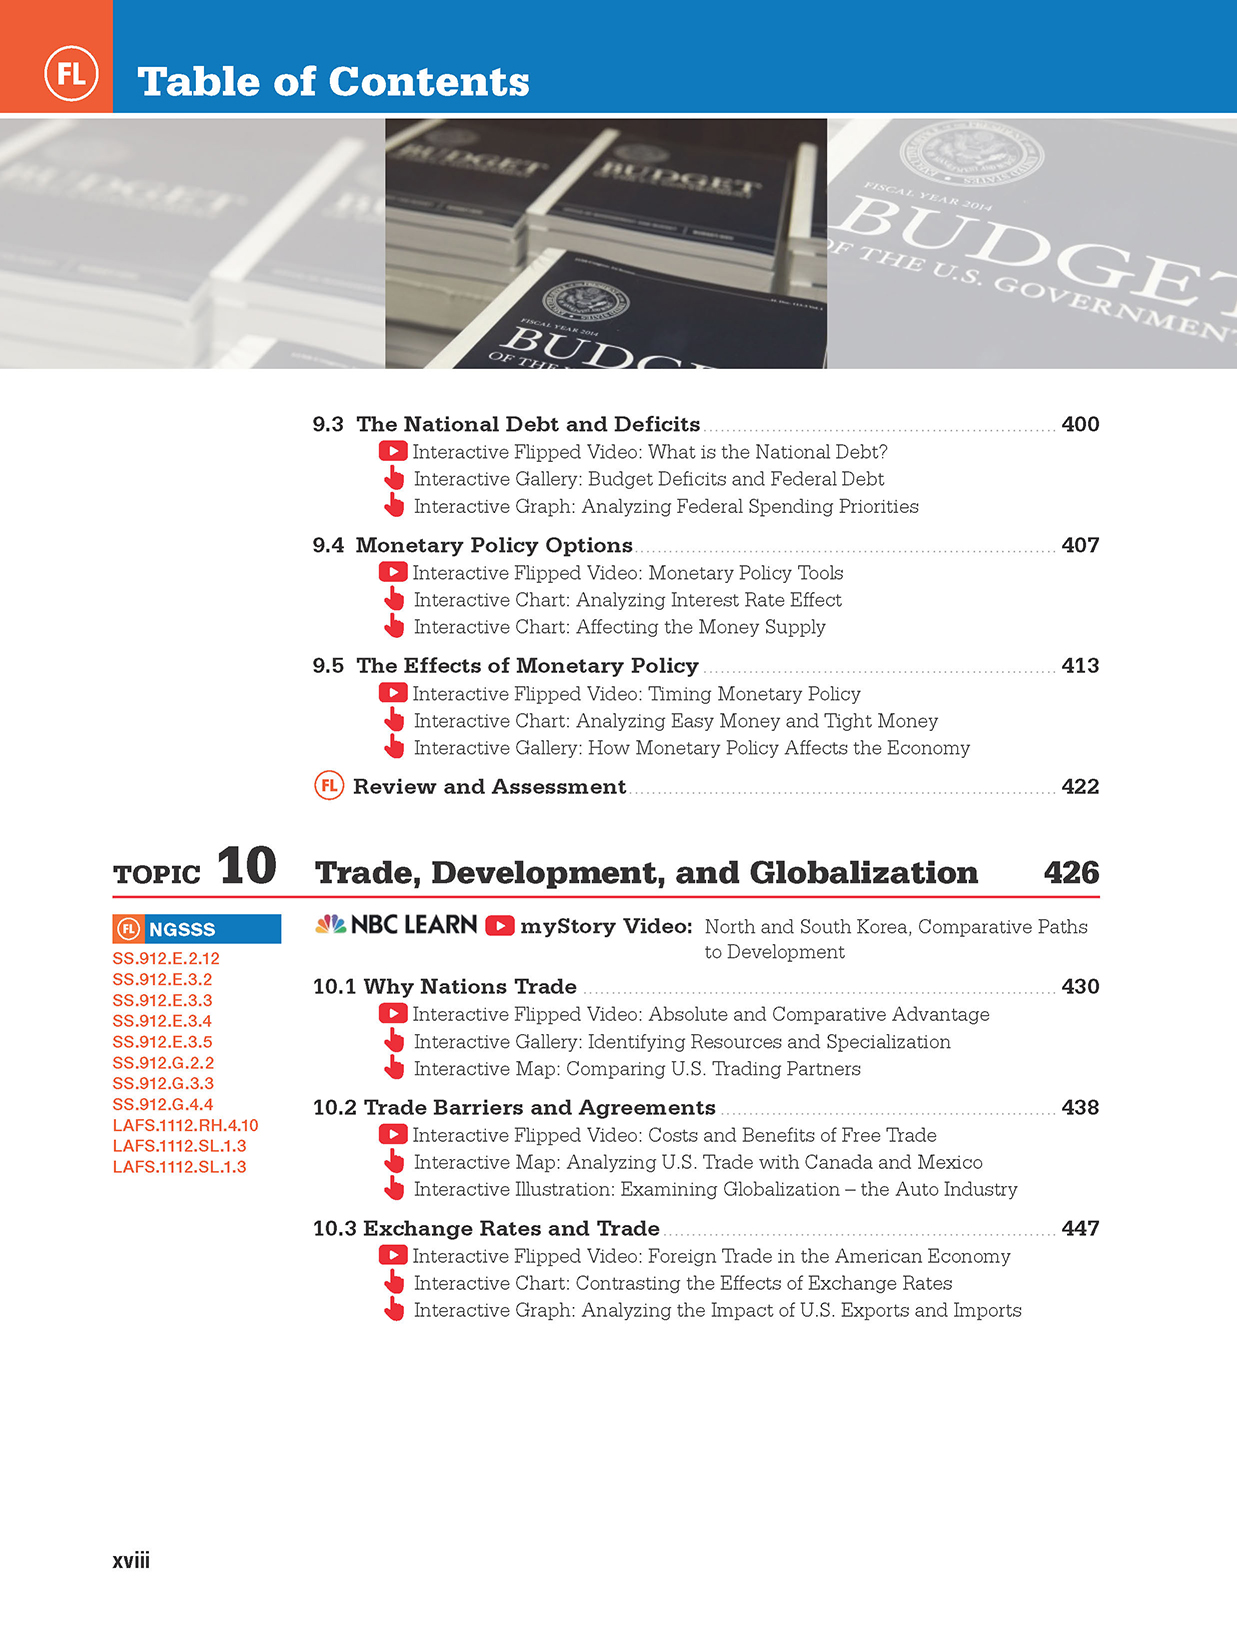 FL Table of Contents
BUDGET
BUDGET
BUDGET
FISCAL YEAR 2014
BUDGET
OF THE
FISCAL YEAR 2014
BUDGET
OF THE U.S. GOVERNMENT
9.3 The National Debt and Deficits 400
Interactive Flipped Video: What is the National Debt?
Interactive Gallery: Budget Deficits and Federal Debt
Interactive Graph: Analyzing Federal Spending Priorities
9.4 Monetary Policy Options 407
Interactive Flipped Video: Monetary Policy Tools
Interactive Chart: Analyzing Interest Rate Effect
Interactive Chart: Affecting the Money Supply
9.5 The Effects of Monetary Policy 413
Interactive Flipped Video: Timing Monetary Policy
Interactive Chart: Analyzing Easy Money and Tight Money
Interactive Gallery: How Monetary Policy Affects the Economy
FL Review and Assessment 422
TOPIC 10 Trade, Development, and Globalization 426
FL NGSSS
SS.912.E.2.12
SS.912.E.3.2
SS.912.E.3.3
SS.912.E.3.4
SS.912.E.3.5
SS.912.G.2.2
SS.912.G.3.3
SS.912.G.4.4
LAFS.1112.RH.4.10
LAFS.1112.SL.1.3
LAFS.1112.SL.1.3
NBC LEARN myStory Video: North and South Korea, Comparative Paths
to Development
10.1 Why Nations Trade 430
Interactive Flipped Video: Absolute and Comparative Advantage
Interactive Gallery: Identifying Resources and Specialization
Interactive Map: Comparing U.S. Trading Partners
10.2 Trade Barriers and Agreements 438
Interactive Flipped Video: Costs and Benefits of Free Trade
Interactive Map: Analyzing U.S. Trade with Canada and Mexico
Interactive Illustration: Examining Globalization – the Auto Industry
10.3 Exchange Rates and Trade 447
Interactive Flipped Video: Foreign Trade in the American Economy
Interactive Chart: Contrasting the Effects of Exchange Rates
Interactive Graph: Analyzing the Impact of U.S. Exports and Imports
xviii